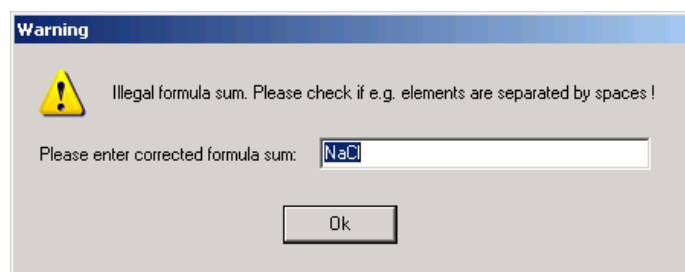 Warning
Illegal formula sum. Please check if e.g. elements are separated by spaces !
Please enter corrected formula sum: NaCl
Ok